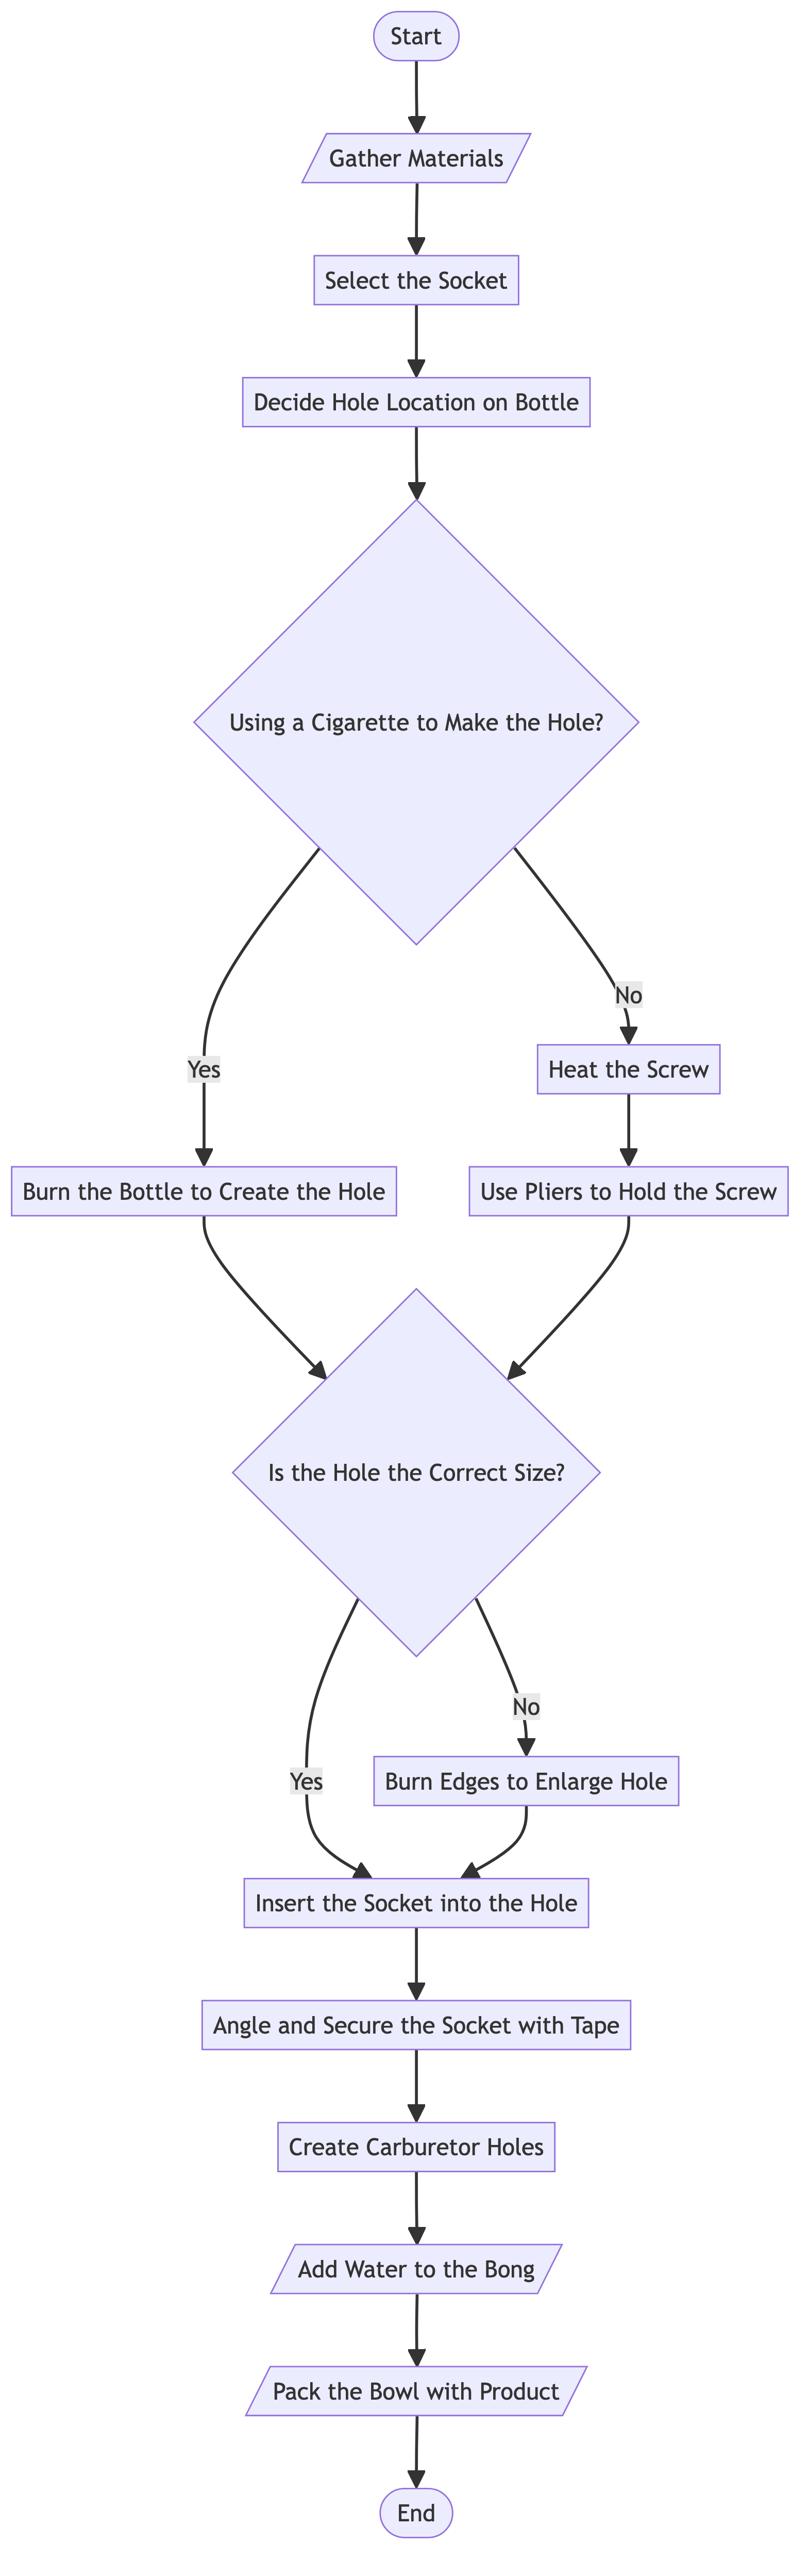 Start
Gather Materials
Select the Socket
Decide Hole Location on Bottle
Using a Cigarette to Make the Hole?
No
Yes
Heat the Screw
Burn the Bottle to Create the Hole
Use Pliers to Hold the Screw
Is the Hole the Correct Size?
No
Yes
Burn Edges to Enlarge Hole
Insert the Socket into the Hole
Angle and Secure the Socket with Tape
Create Carburetor Holes
Add Water to the Bong
Pack the Bowl with Product
End